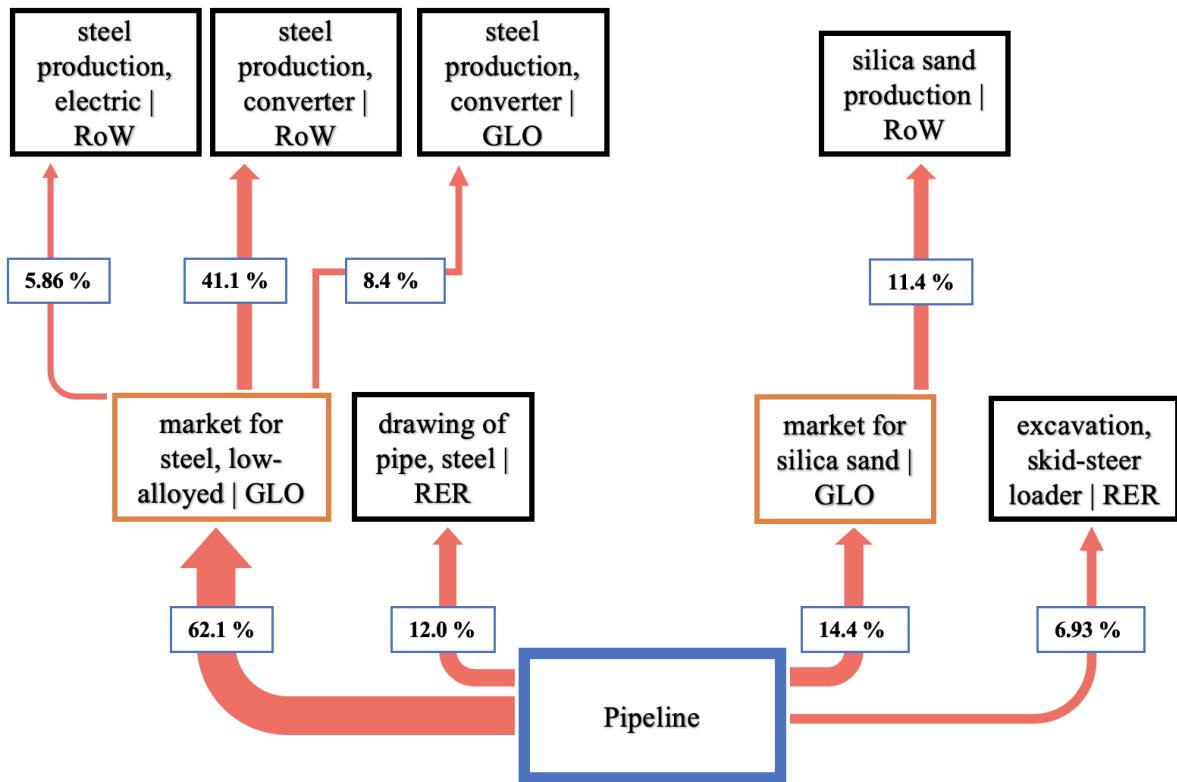 steel
production,
electric |
RoW
steel
production,
converter |
RoW
steel
production,
converter |
GLO
silica sand
production |
RoW
5.86 %
41.1 %
8.4 %
11.4 %
market for
steel, low-
alloyed | GLO
drawing of
pipe, steel |
RER
market for
silica sand |
GLO
excavation,
skid-steer
loader | RER
62.1 %
12.0 %
14.4 %
6.93 %
Pipeline